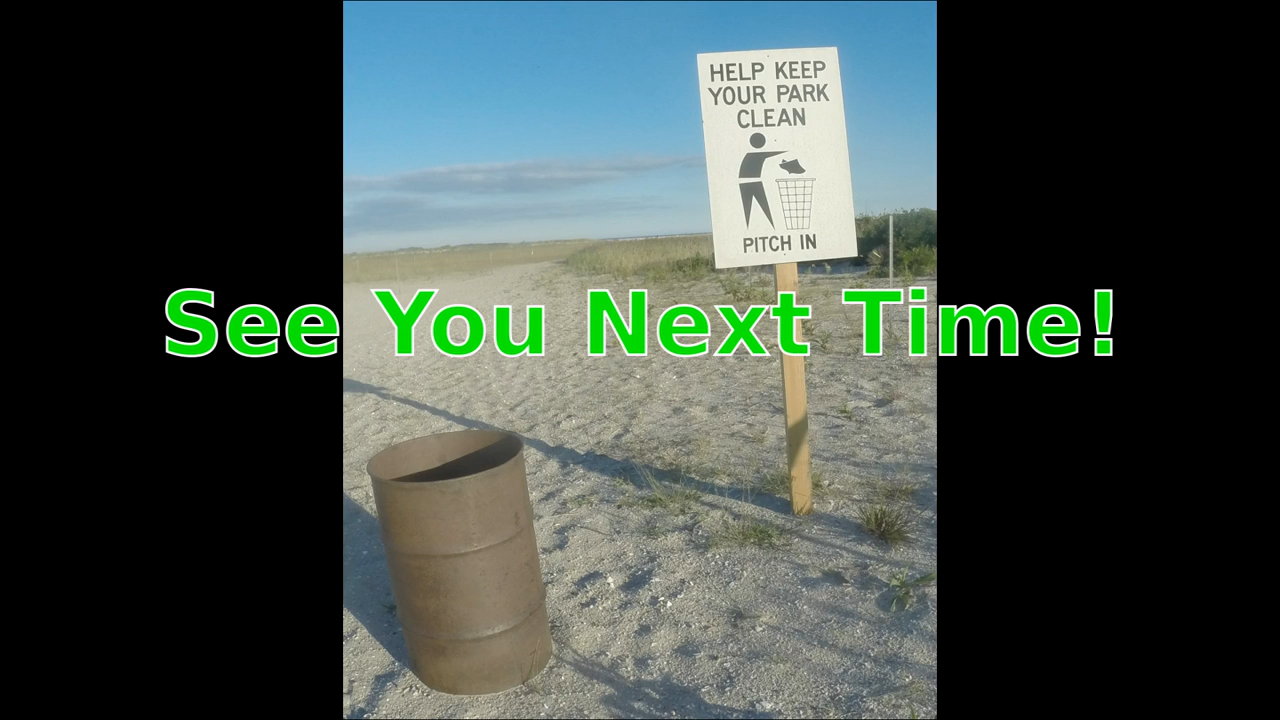 HELP KEEP
YOUR PARK
CLEAN
PITCH IN
See You Next Time!